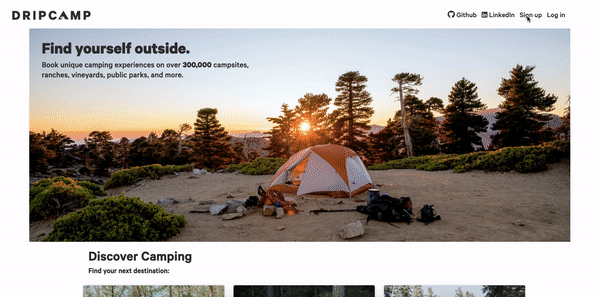 DRIPCAMP
Github LinkedIn Sign up Log in
Find yourself outside.
Book unique camping experiences on over 300,000 campsites,
ranches, vineyards, public parks, and more.
Discover Camping
Find your next destination: